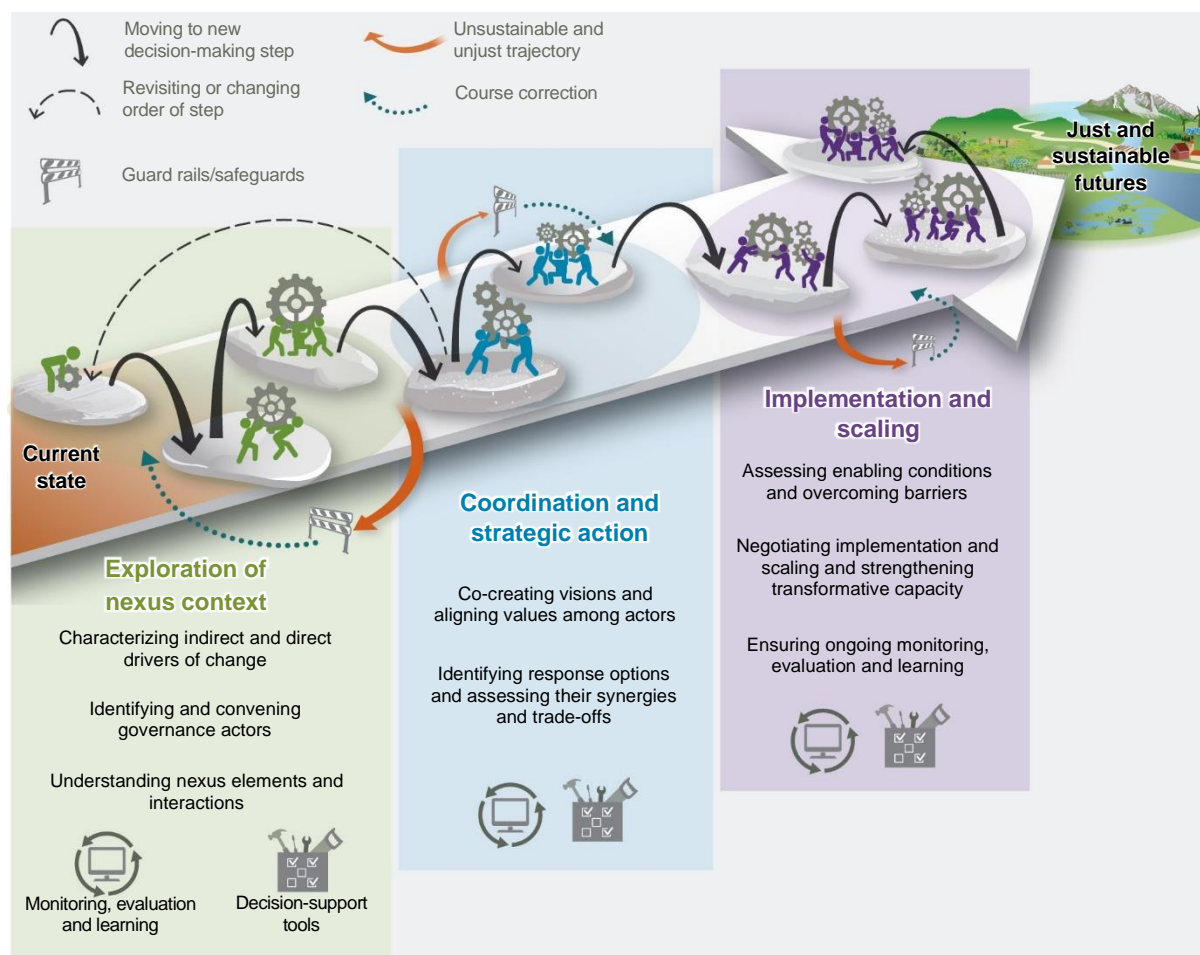 Moving to new
decision-making step
Unsustainable and
unjust trajectory
Revisiting or changing
order of step
Course correction
Guard rails/safeguards
Just and
sustainable
futures
Current
state
Exploration of
nexus context
Characterizing indirect and direct
drivers of change
Identifying and convening
governance actors
Understanding nexus elements and
interactions
Monitoring, evaluation
and learning
Decision-support
tools
Coordination and
strategic action
Co-creating visions and
aligning values among actors
Identifying response options
and assessing their synergies
and trade-offs
Implementation and
scaling
Assessing enabling conditions
and overcoming barriers
Negotiating implementation and
scaling and strengthening
transformative capacity
Ensuring ongoing monitoring,
evaluation and learning